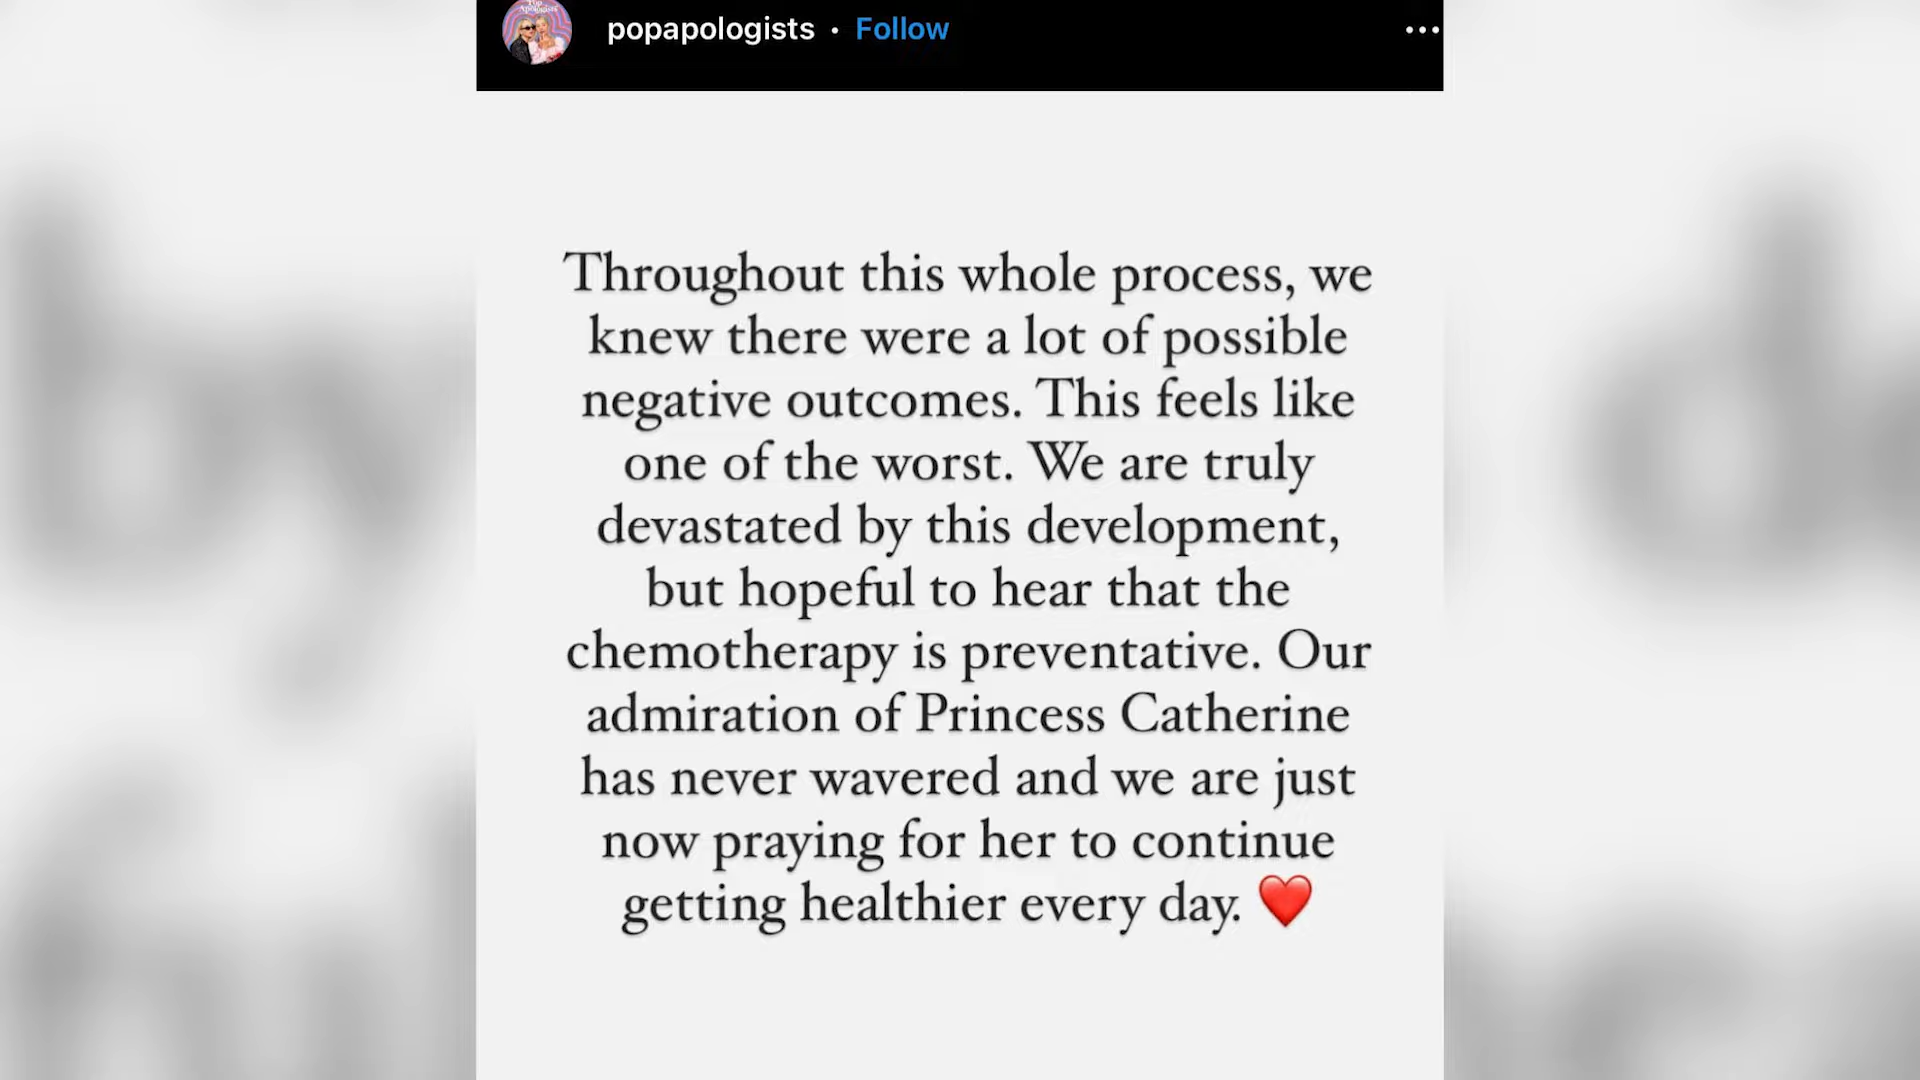 Pop
Apologists
popapologists • Follow
Throughout this whole process, we
knew there were a lot of possible
negative outcomes. This feels like
one of the worst. We are truly
devastated by this development,
but hopeful to hear that the
chemotherapy is preventative. Our
admiration of Princess Catherine
has never wavered and we are just
now praying for her to continue
getting healthier every day. ❤️